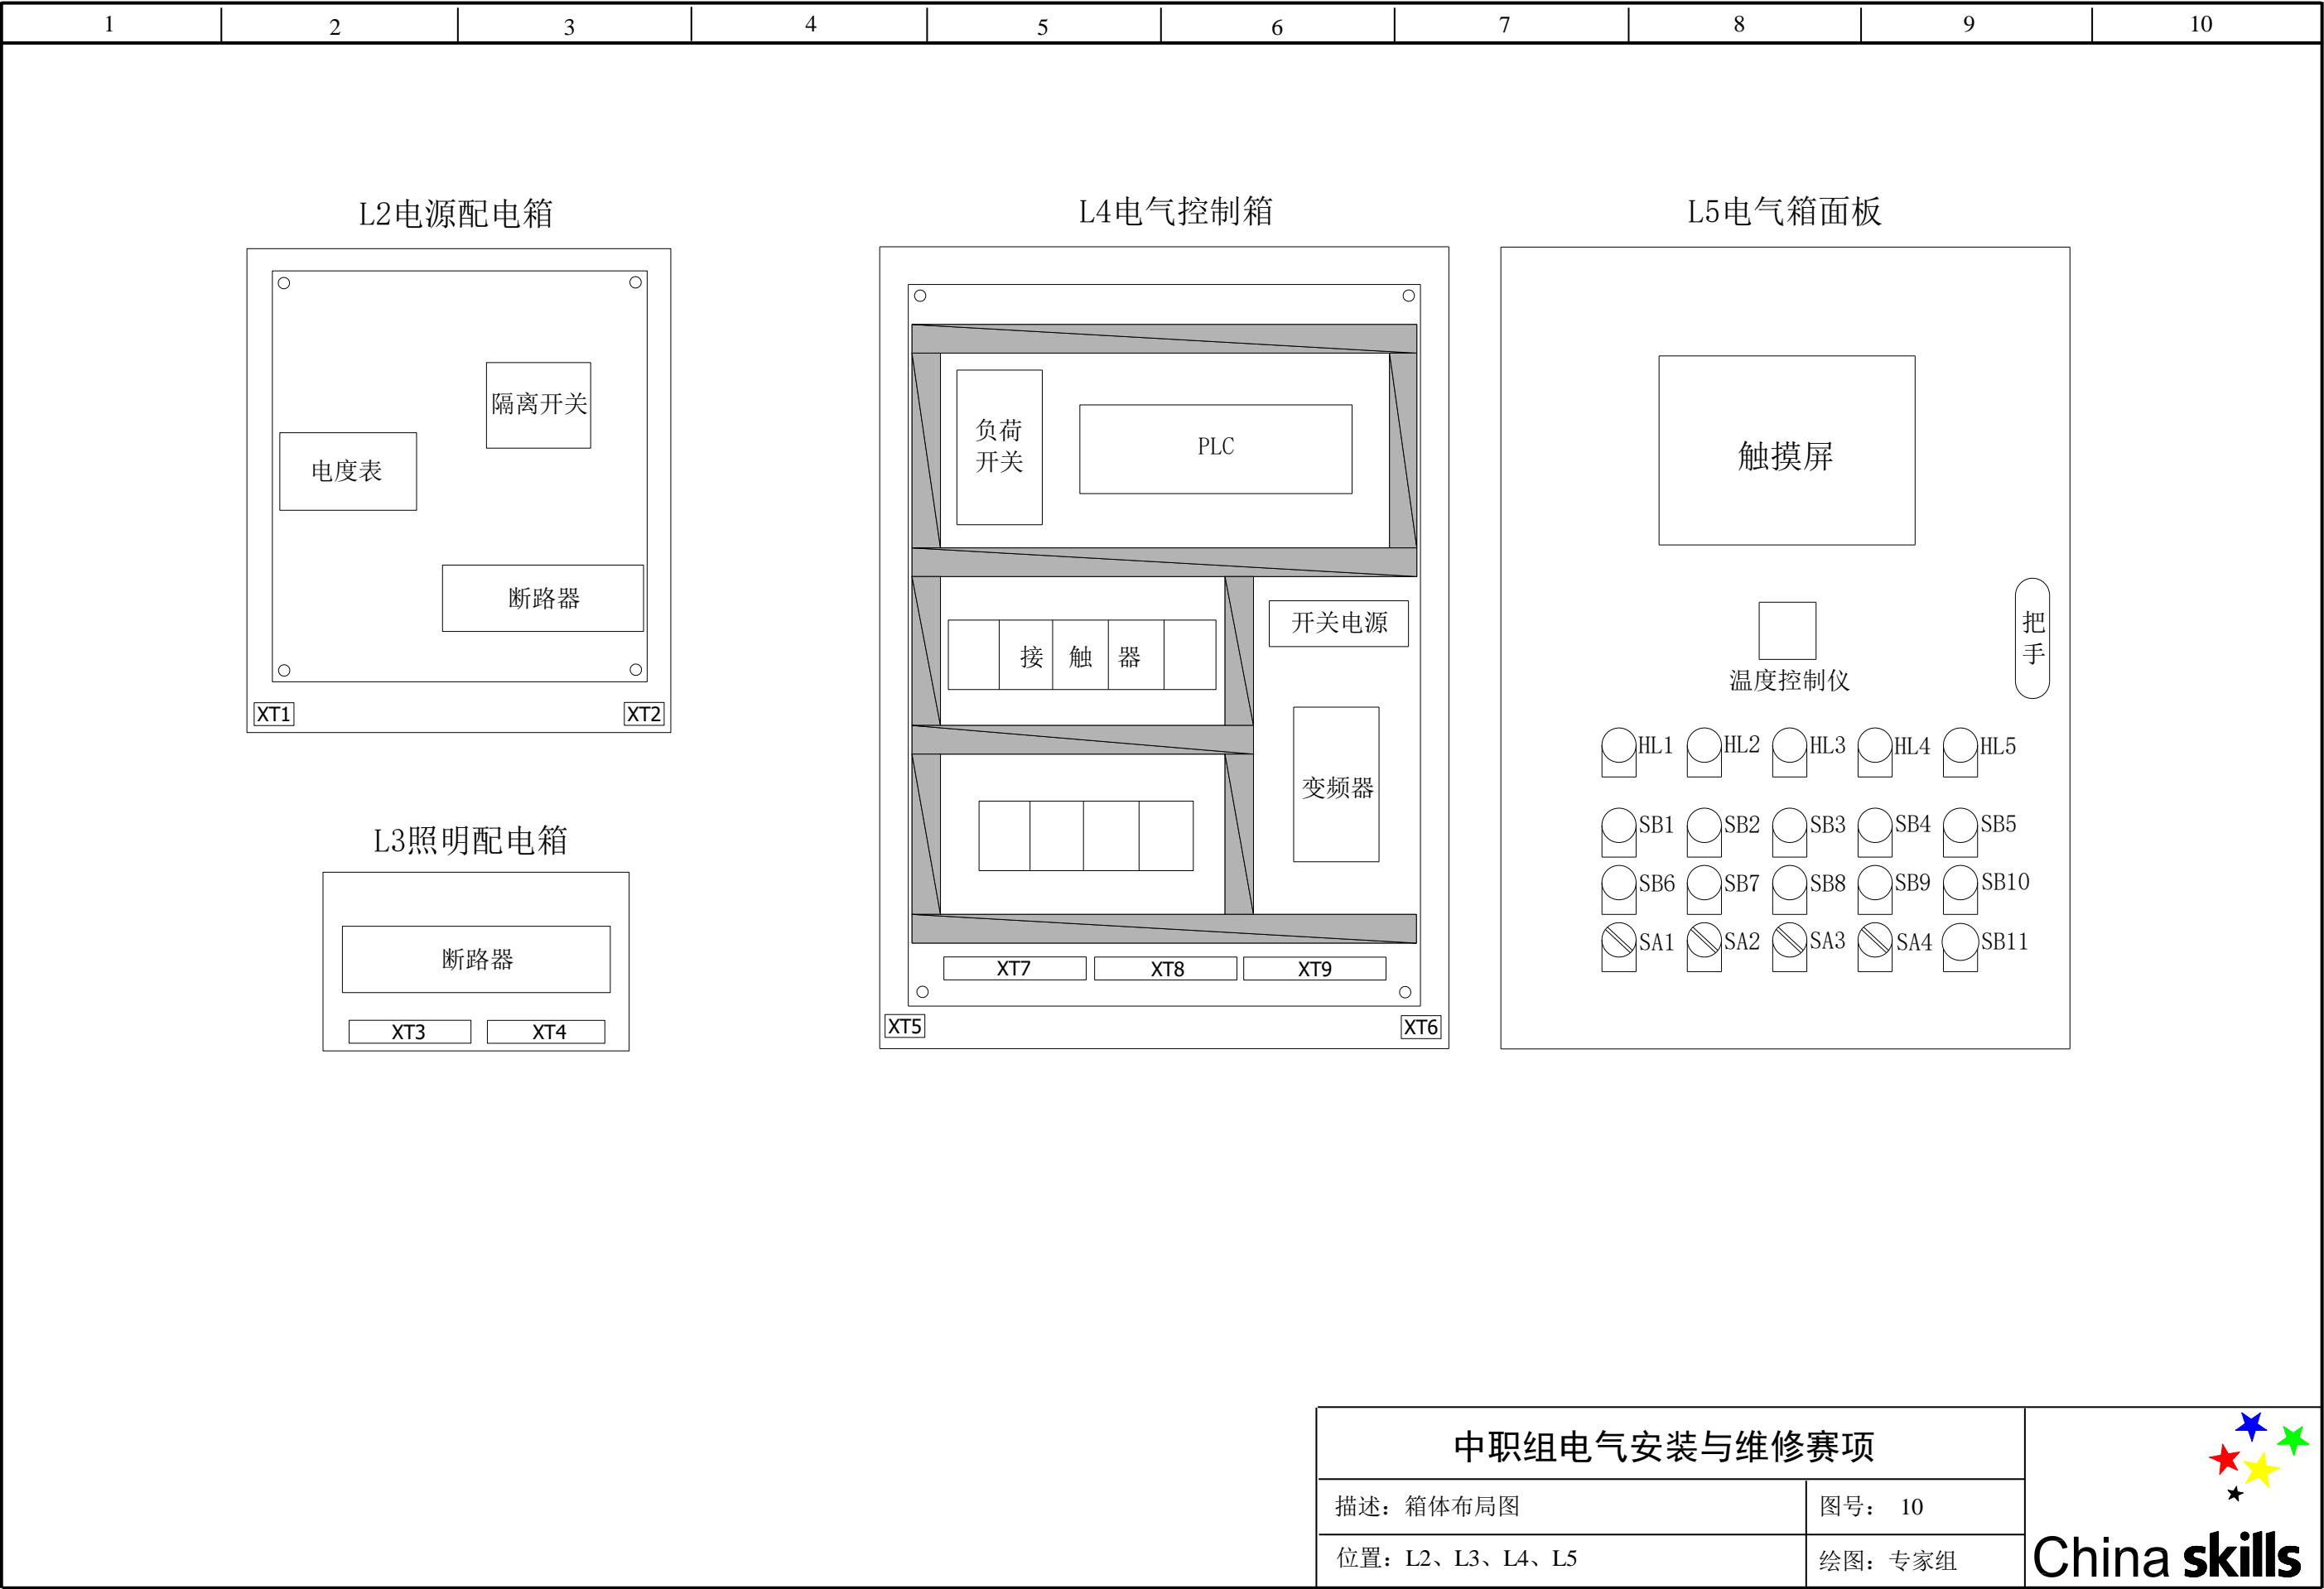 1 2 3 4 5 6 7 8 9 10
L2电源配电箱
隔离开关
电度表
断路器
XT1 XT2
L3照明配电箱
断路器
XT3 XT4
L4电气控制箱
负荷
开关
PLC
接 触 器
开关电源
变频器
XT7 XT8 XT9
XT5 XT6
L5电气箱面板
触摸屏
把
手
温度控制仪
HL1 HL2 HL3 HL4 HL5
SB1 SB2 SB3 SB4 SB5
SB6 SB7 SB8 SB9 SB10
SA1 SA2 SA3 SA4 SB11
中职组电气安装与维修赛项
描述：箱体布局图 图号： 10
位置：L2、L3、L4、L5 绘图：专家组
China skills